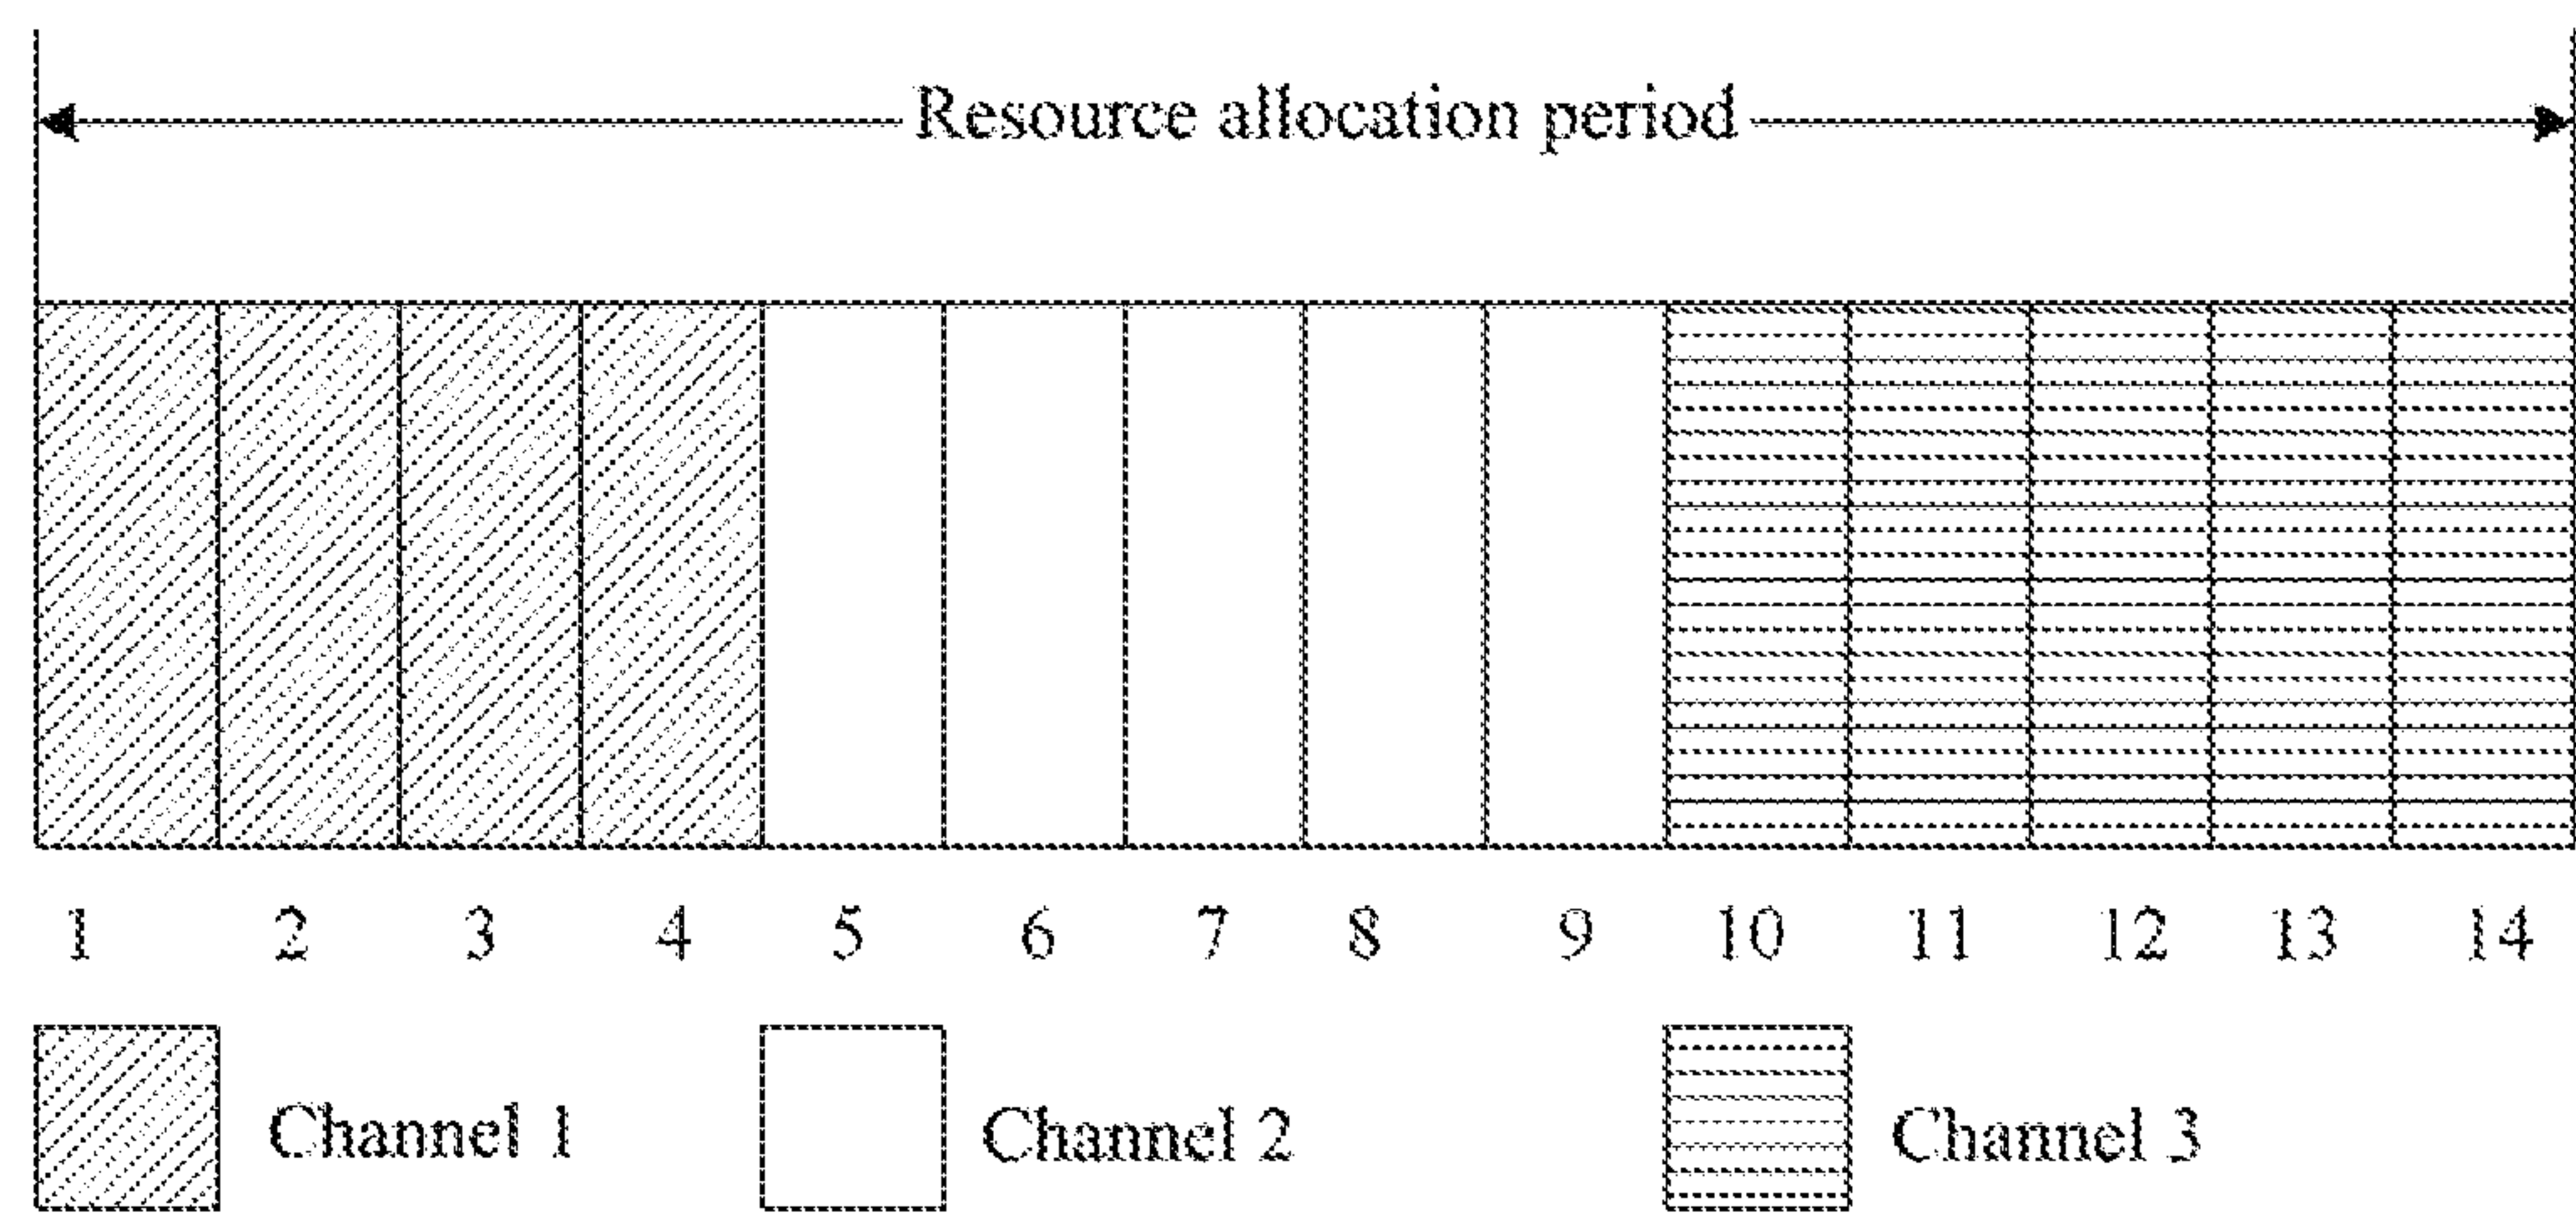 Resource allocation period
1 2 3 4 5 6 7 8 9 10 11 12 13 14
Channel 1 Channel 2 Channel 3